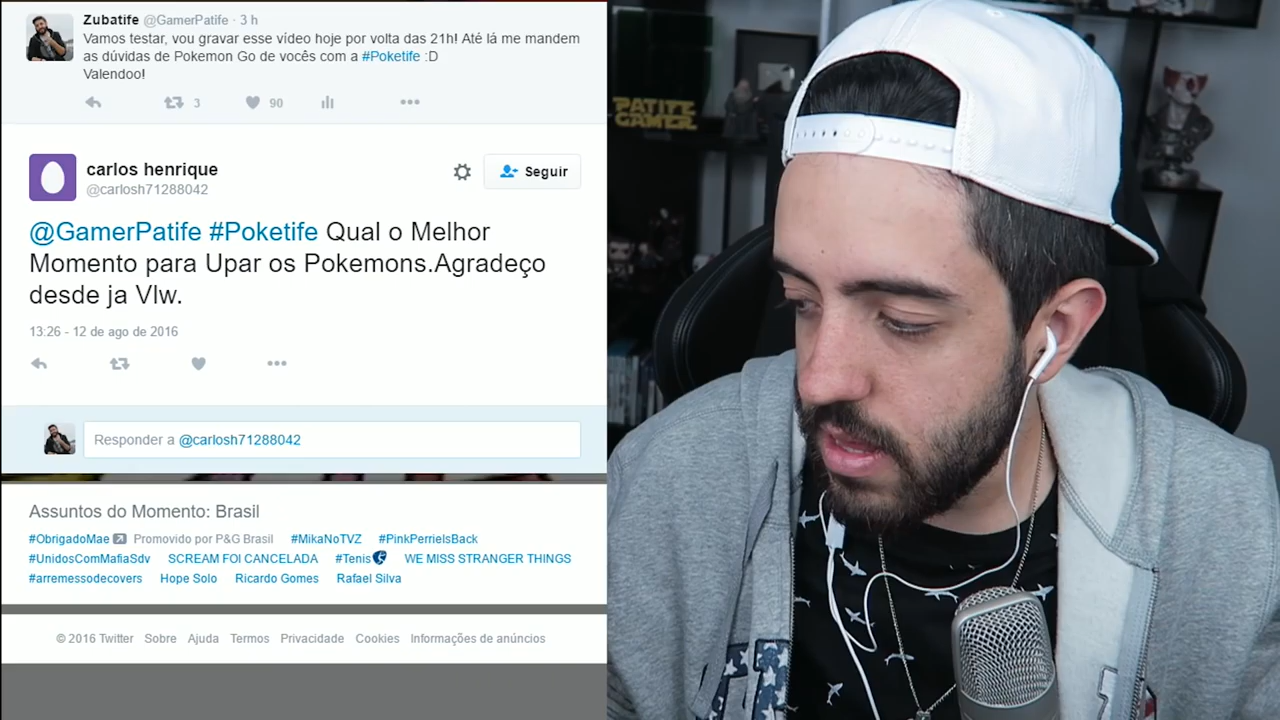 Zubatife @GamerPatife · 3 h
Vamos testar, vou gravar esse vídeo hoje por volta das 21h! Até lá me mandem
as dúvidas de Pokemon Go de vocês com a #Poketife :D
Valendoo!
3 90
carlos henrique
@carlosh71288042
Seguir
@GamerPatife #Poketife Qual o Melhor
Momento para Upar os Pokemons.Agradeço
desde ja Vlw.
13:26 - 12 de ago de 2016
Responder a @carlosh71288042
Assuntos do Momento: Brasil
#ObrigadoMae Promovido por P&G Brasil #MikaNoTVZ #PinkPerrieIsBack
#UnidosComMafiaSdv SCREAM FOI CANCELADA #Tenis WE MISS STRANGER THINGS
#arremessodecovers Hope Solo Ricardo Gomes Rafael Silva
© 2016 Twitter Sobre Ajuda Termos Privacidade Cookies Informações de anúncios
PATIFE
GAMER